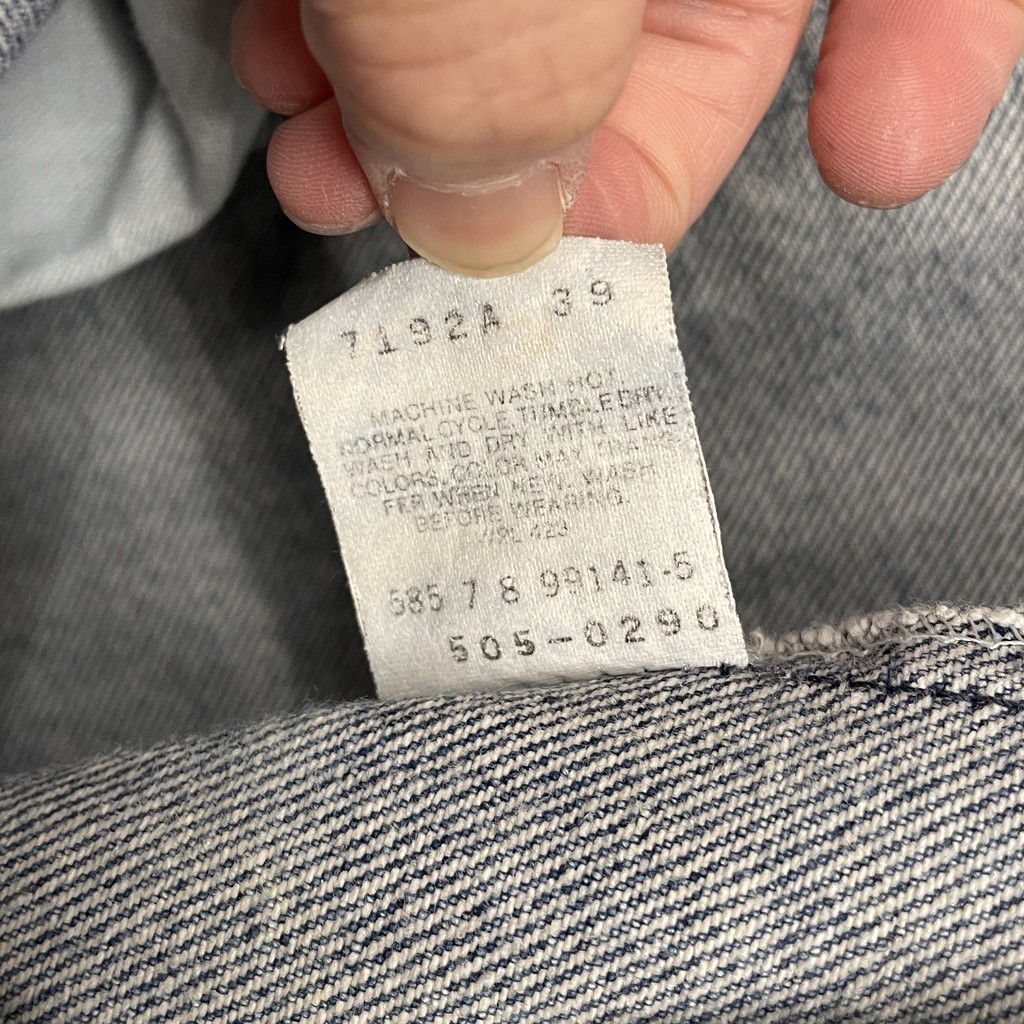 7192A 39
MACHINE WASH HOT
NORMAL CYCLE TUMBLE DRY.
WASH AND DRY WITH LIKE
COLORS. COLOR MAY
FER WHEN NEW. WASH
BEFORE WEARING.
423
585 7 8 99141-5
505-0290